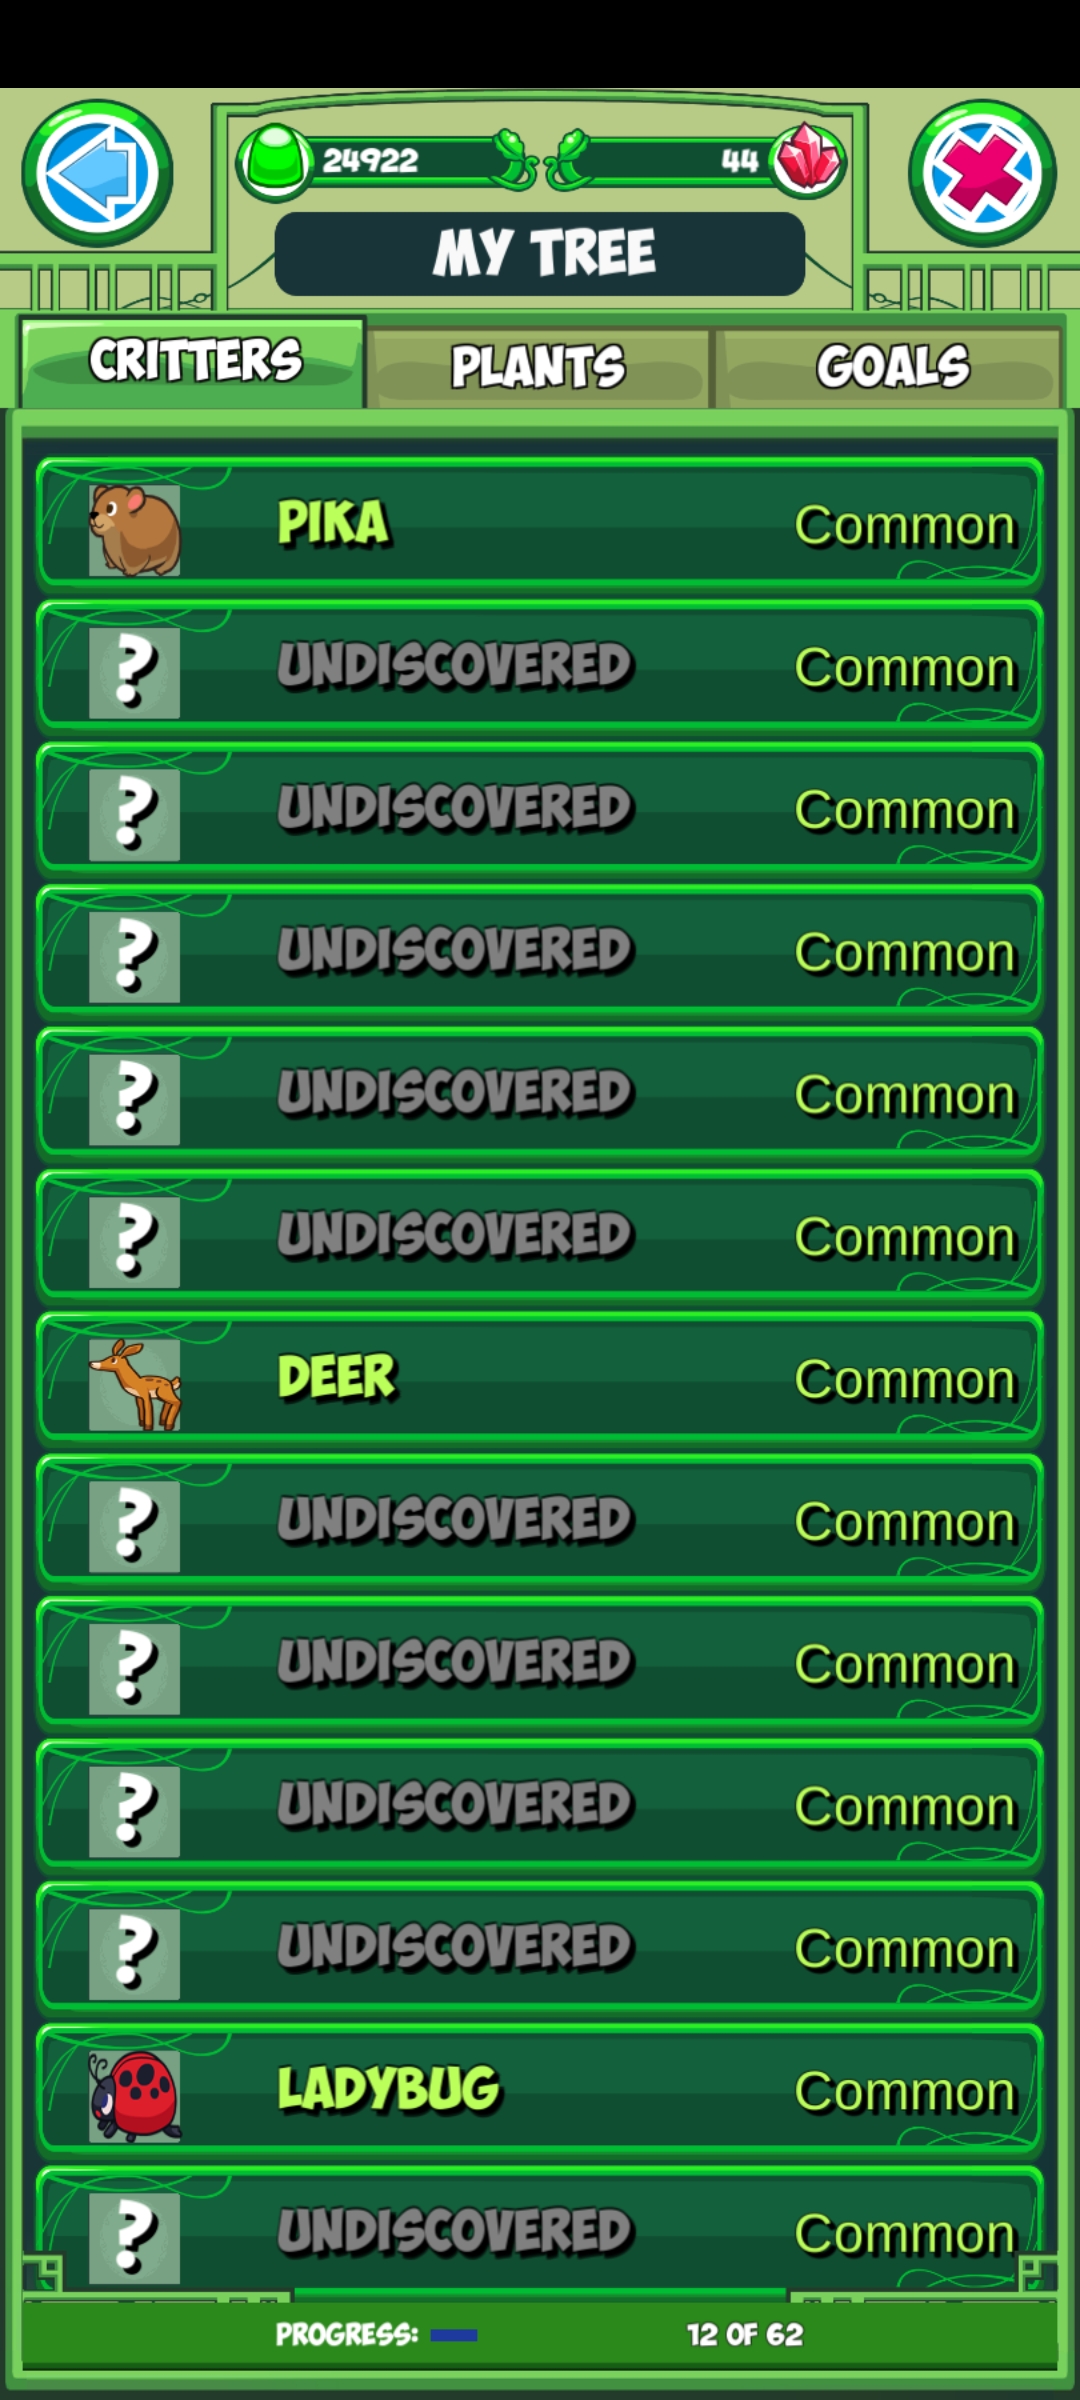 24922
44
MY TREE
CRITTERS
PLANTS
GOALS
PIKA
Common
?
UNDISCOVERED
Common
?
UNDISCOVERED
Common
?
UNDISCOVERED
Common
?
UNDISCOVERED
Common
?
UNDISCOVERED
Common
DEER
Common
?
UNDISCOVERED
Common
?
UNDISCOVERED
Common
?
UNDISCOVERED
Common
?
UNDISCOVERED
Common
LADYBUG
Common
?
UNDISCOVERED
Common
PROGRESS:
12 OF 62